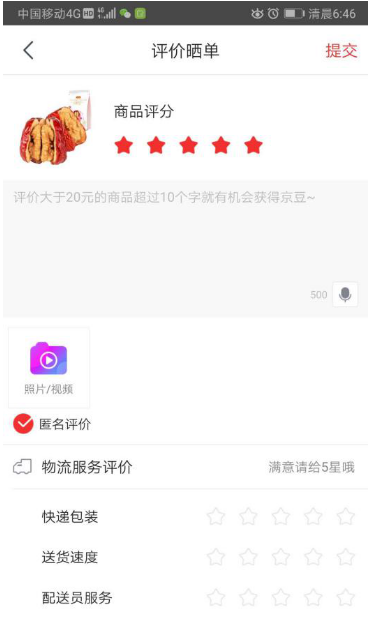 中国移动4G HD 清晨6:46
评价晒单 提交
商品评分
评价大于20元的商品超过10个字就有机会获得京豆~
500
照片/视频
匿名评价
物流服务评价 满意请给5星哦
快递包装
送货速度
配送员服务